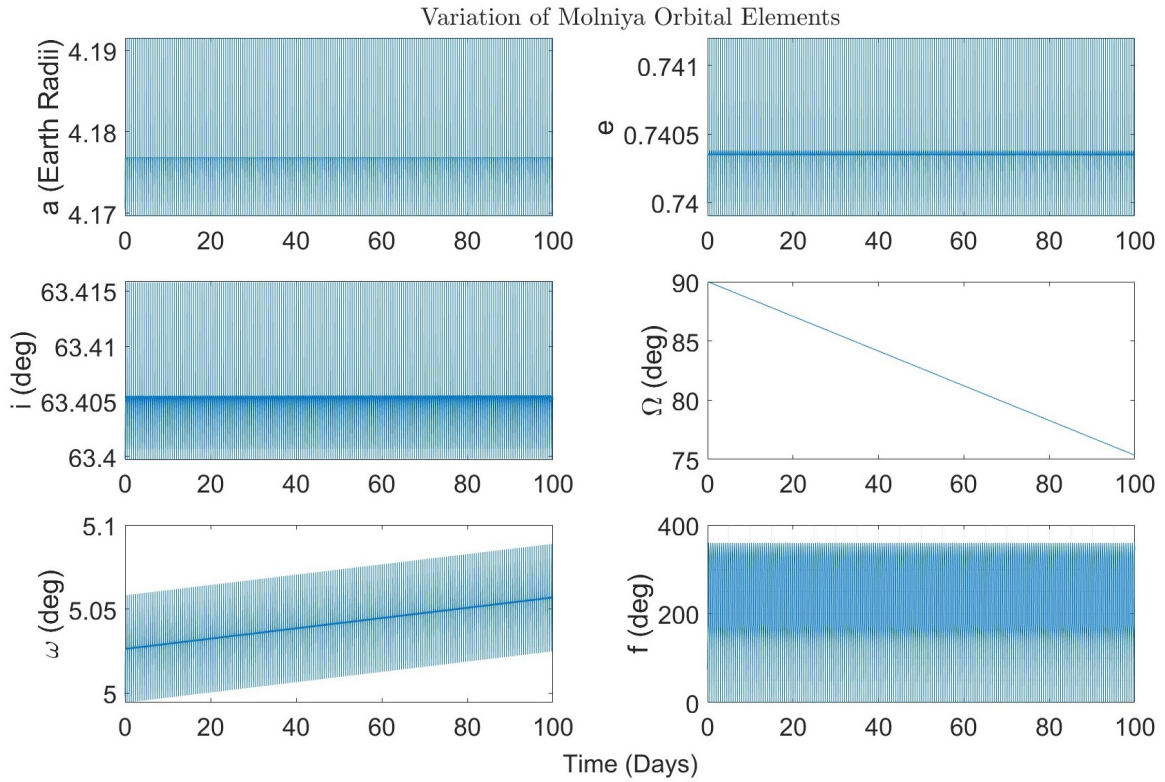 Variation of Molniya Orbital Elements
a (Earth Radii)
4.19
4.18
4.17
0 20 40 60 80 100
e
0.741
0.7405
0.74
0 20 40 60 80 100
i (deg)
63.415
63.41
63.405
63.4
0 20 40 60 80 100
Ω (deg)
90
85
80
75
0 20 40 60 80 100
ω (deg)
5.1
5.05
5
0 20 40 60 80 100
f (deg)
400
200
0
0 20 40 60 80 100
Time (Days)